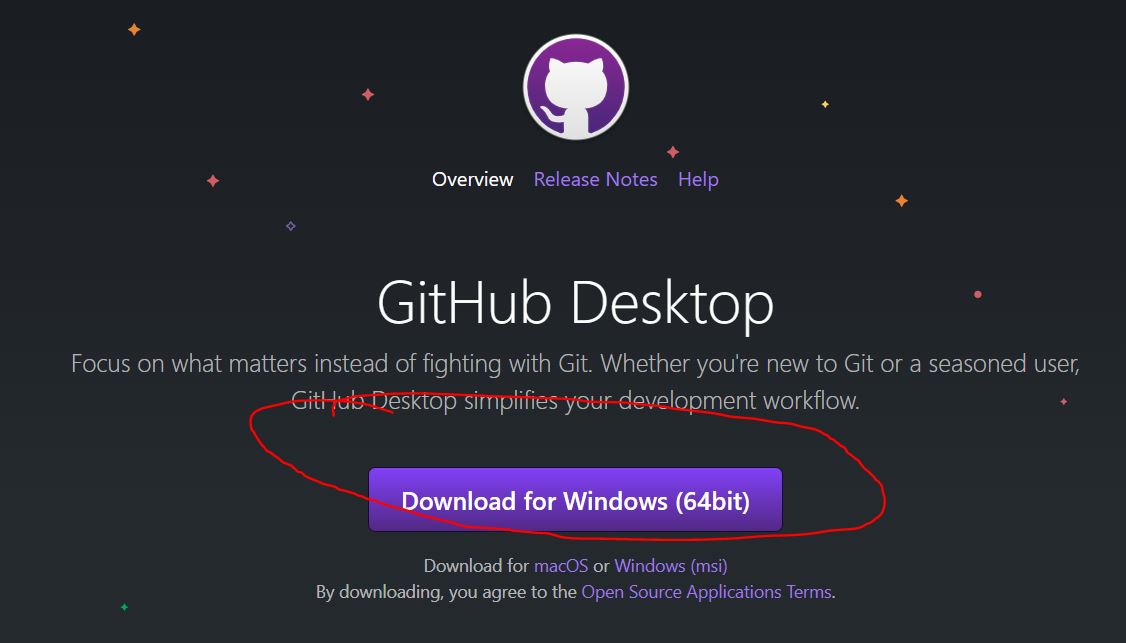 Overview Release Notes Help
GitHub Desktop
Focus on what matters instead of fighting with Git. Whether you're new to Git or a seasoned user,
GitHub Desktop simplifies your development workflow.
Download for Windows (64bit)
Download for macOS or Windows (msi)
By downloading, you agree to the Open Source Applications Terms.